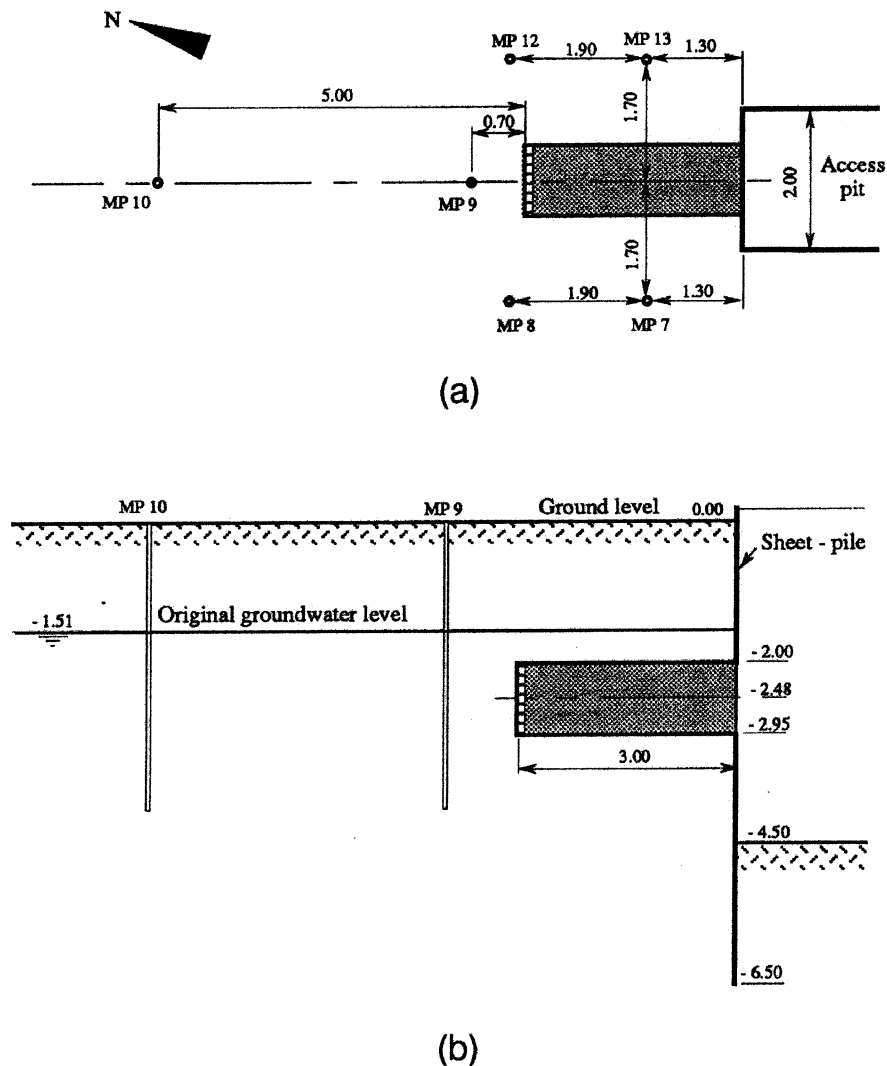 N
MP 12
MP 13
1.90
1.30
5.00
0.70
1.70
2.00
Access
pit
MP 10
MP 9
1.70
1.90
1.30
MP 8
MP 7
(a)
MP 10
MP 9
Ground level
0.00
Sheet - pile
- 1.51
Original groundwater level
- 2.00
- 2.48
- 2.95
3.00
- 4.50
- 6.50
(b)